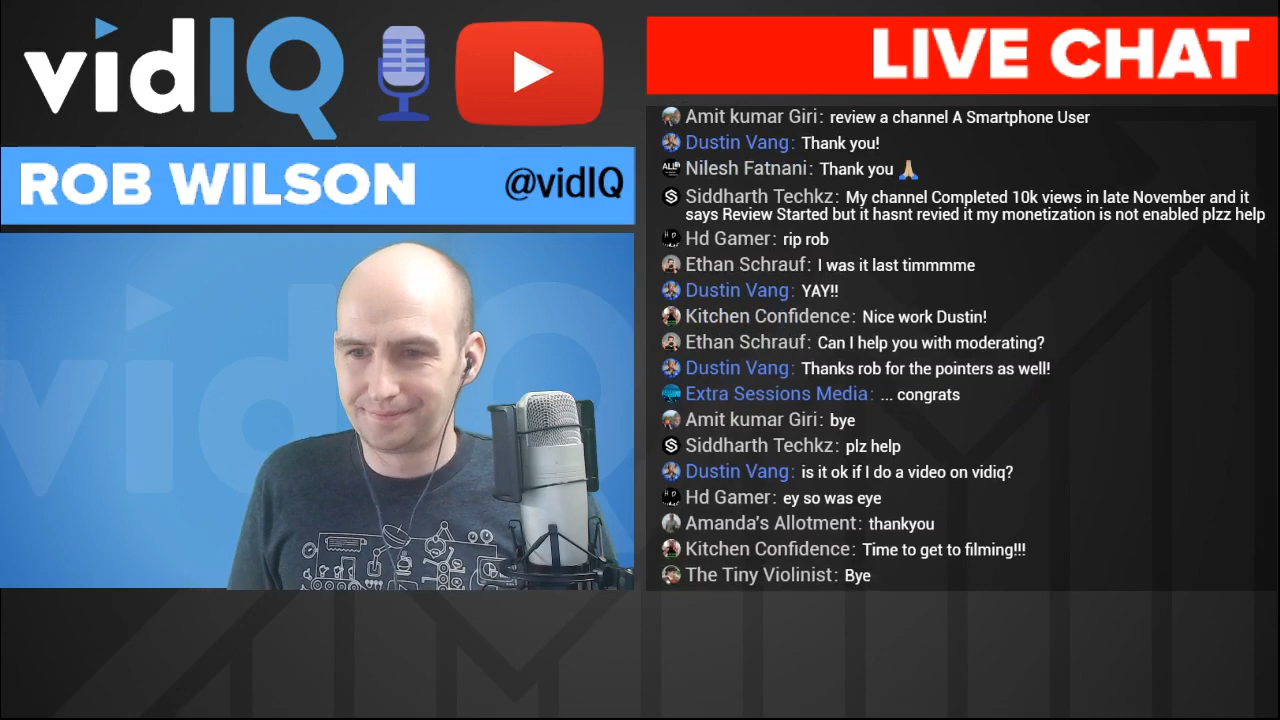 vidIQ
LIVE CHAT
ROB WILSON
@vidIQ
Amit kumar Giri: review a channel A Smartphone User
Dustin Vang: Thank you!
Nilesh Fatnani: Thank you 🙏🏼
Siddharth Techkz: My channel Completed 10k views in late November and it
says Review Started but it hasnt revied it my monetization is not enabled plzz help
Hd Gamer: rip rob
Ethan Schrauf: I was it last timmmme
Dustin Vang: YAY!!
Kitchen Confidence: Nice work Dustin!
Ethan Schrauf: Can I help you with moderating?
Dustin Vang: Thanks rob for the pointers as well!
Extra Sessions Media: ... congrats
Amit kumar Giri: bye
Siddharth Techkz: plz help
Dustin Vang: is it ok if I do a video on vidiq?
Hd Gamer: ey so was eye
Amanda's Allotment: thankyou
Kitchen Confidence: Time to get to filming!!!
The Tiny Violinist: Bye